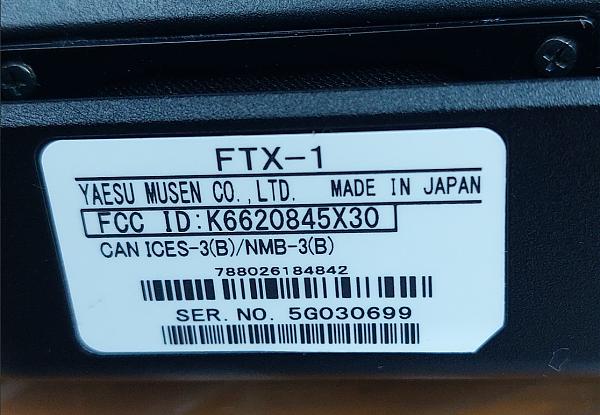 FTX-1
YAESU MUSEN CO.,LTD. MADE IN JAPAN
FCC ID:K6620845X30
CAN ICES-3(B)/NMB-3(B)
788026184842
SER. NO. 5G030699